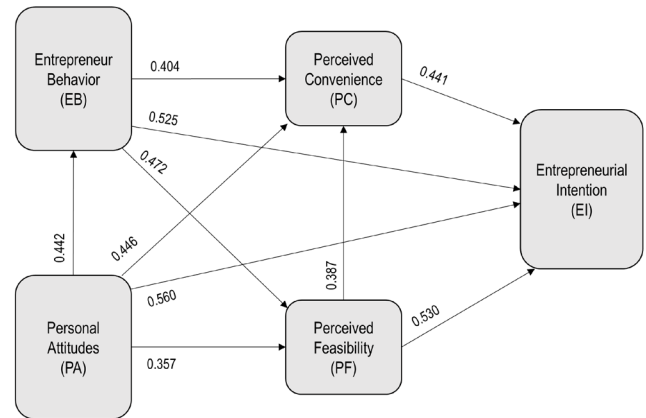 Entrepreneur
Behavior
(EB)
0.404
Perceived
Convenience
(PC)
0.441
0.525
0.472
Entrepreneurial
Intention
(EI)
0.442
0.446
0.387
0.560
0.530
Personal
Attitudes
(PA)
0.357
Perceived
Feasibility
(PF)